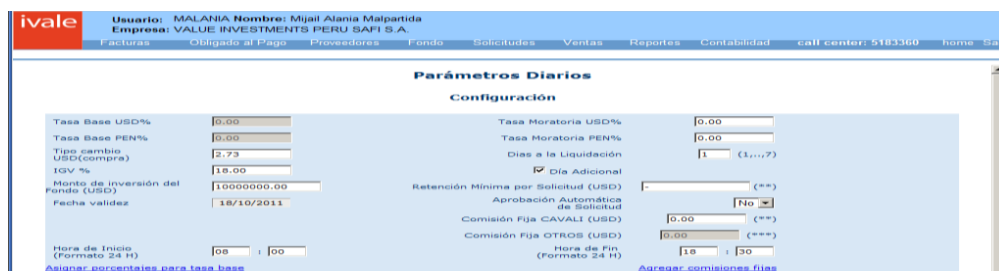 ivale
Usuario: MALANIA Nombre: Mijail Alania Malpartida
Empresa: VALUE INVESTMENTS PERU SAFI S.A.
Facturas Obligado al Pago Proveedores Fondo Solicitudes Ventas Reportes Contabilidad call center: 5183360 home Sa
Parámetros Diarios
Configuración
Tasa Base USD% 0.00 Tasa Moratoria USD% 0.00
Tasa Base PEN% 0.00 Tasa Moratoria PEN% 0.00
Tipo cambio
USD(compra) 2.73 Dias a la Liquidación 1 (1,..,7)
IGV % 18.00 Día Adicional
Monto de inversión del
Fondo (USD) 10000000.00 Retención Mínima por Solicitud (USD) - (**)
Fecha validez 18/10/2011 Aprobación Automática
de Solicitud No
Comisión Fija CAVALI (USD) 0.00 (**)
Comisión Fija OTROS (USD) 0.00 (***)
Hora de Inicio
(Formato 24 H) 08 : 00 Hora de Fin
(Formato 24 H) 18 : 30
Asignar porcentajes para tasa base Agregar comisiones fijas